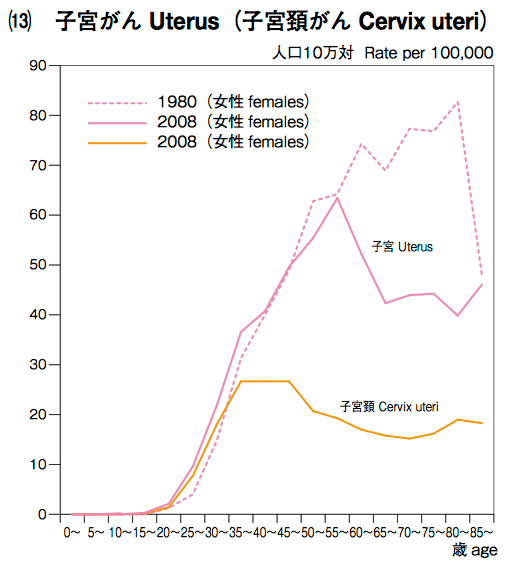 ⒀ 子宮がん Uterus（子宮頚がん Cervix uteri）
人口10万対 Rate per 100,000
90
80
70
60
50
40
30
20
10
0
1980（女性 females）
2008（女性 females）
2008（女性 females）
子宮 Uterus
子宮頚 Cervix uteri
0～ 5～ 10～ 15～ 20～ 25～ 30～ 35～ 40～ 45～ 50～ 55～ 60～ 65～ 70～ 75～ 80～ 85～
歳 age